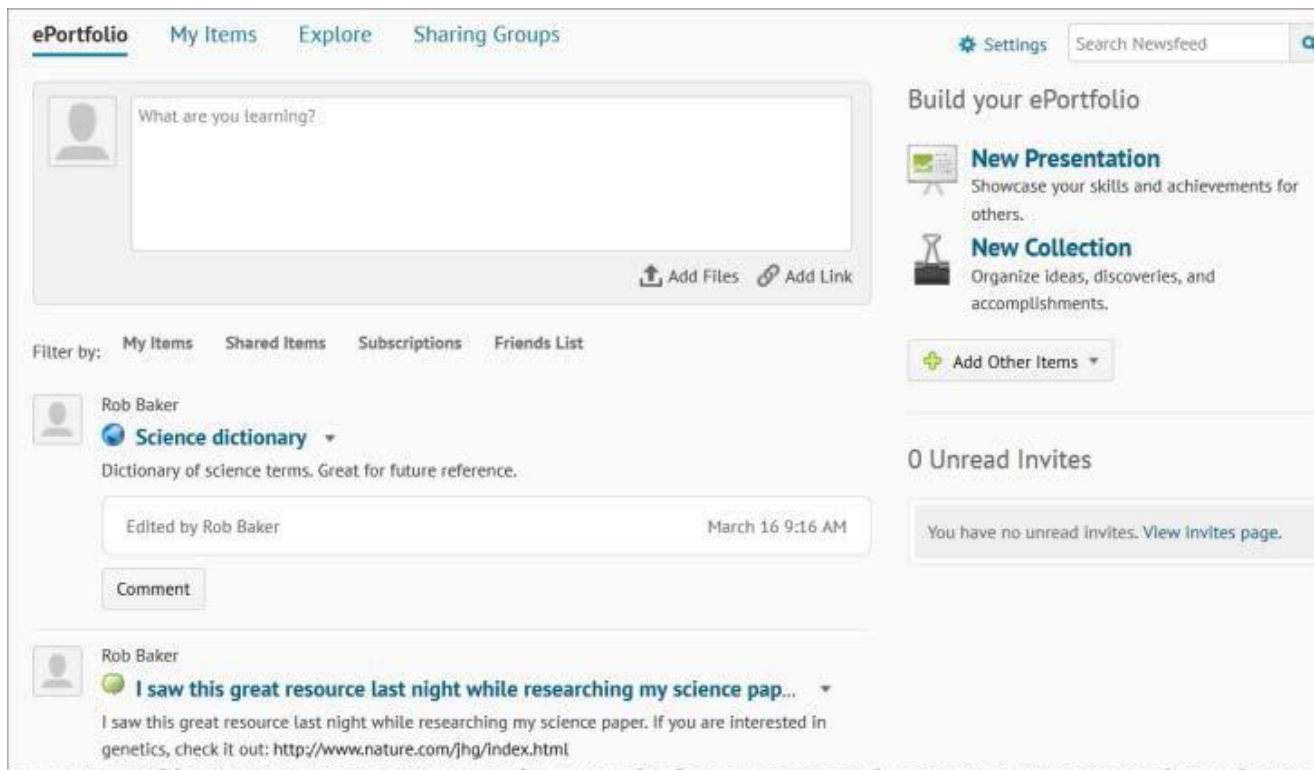 ePortfolio My Items Explore Sharing Groups
Settings Search Newsfeed
What are you learning?
Add Files Add Link
Filter by: My Items Shared Items Subscriptions Friends List
Rob Baker
Science dictionary
Dictionary of science terms. Great for future reference.
Edited by Rob Baker March 16 9:16 AM
Comment
Rob Baker
I saw this great resource last night while researching my science pap...
I saw this great resource last night while researching my science paper. If you are interested in
genetics, check it out: http://www.nature.com/jhg/index.html
Build your ePortfolio
New Presentation
Showcase your skills and achievements for
others.
New Collection
Organize ideas, discoveries, and
accomplishments.
Add Other Items
0 Unread Invites
You have no unread invites. View invites page.